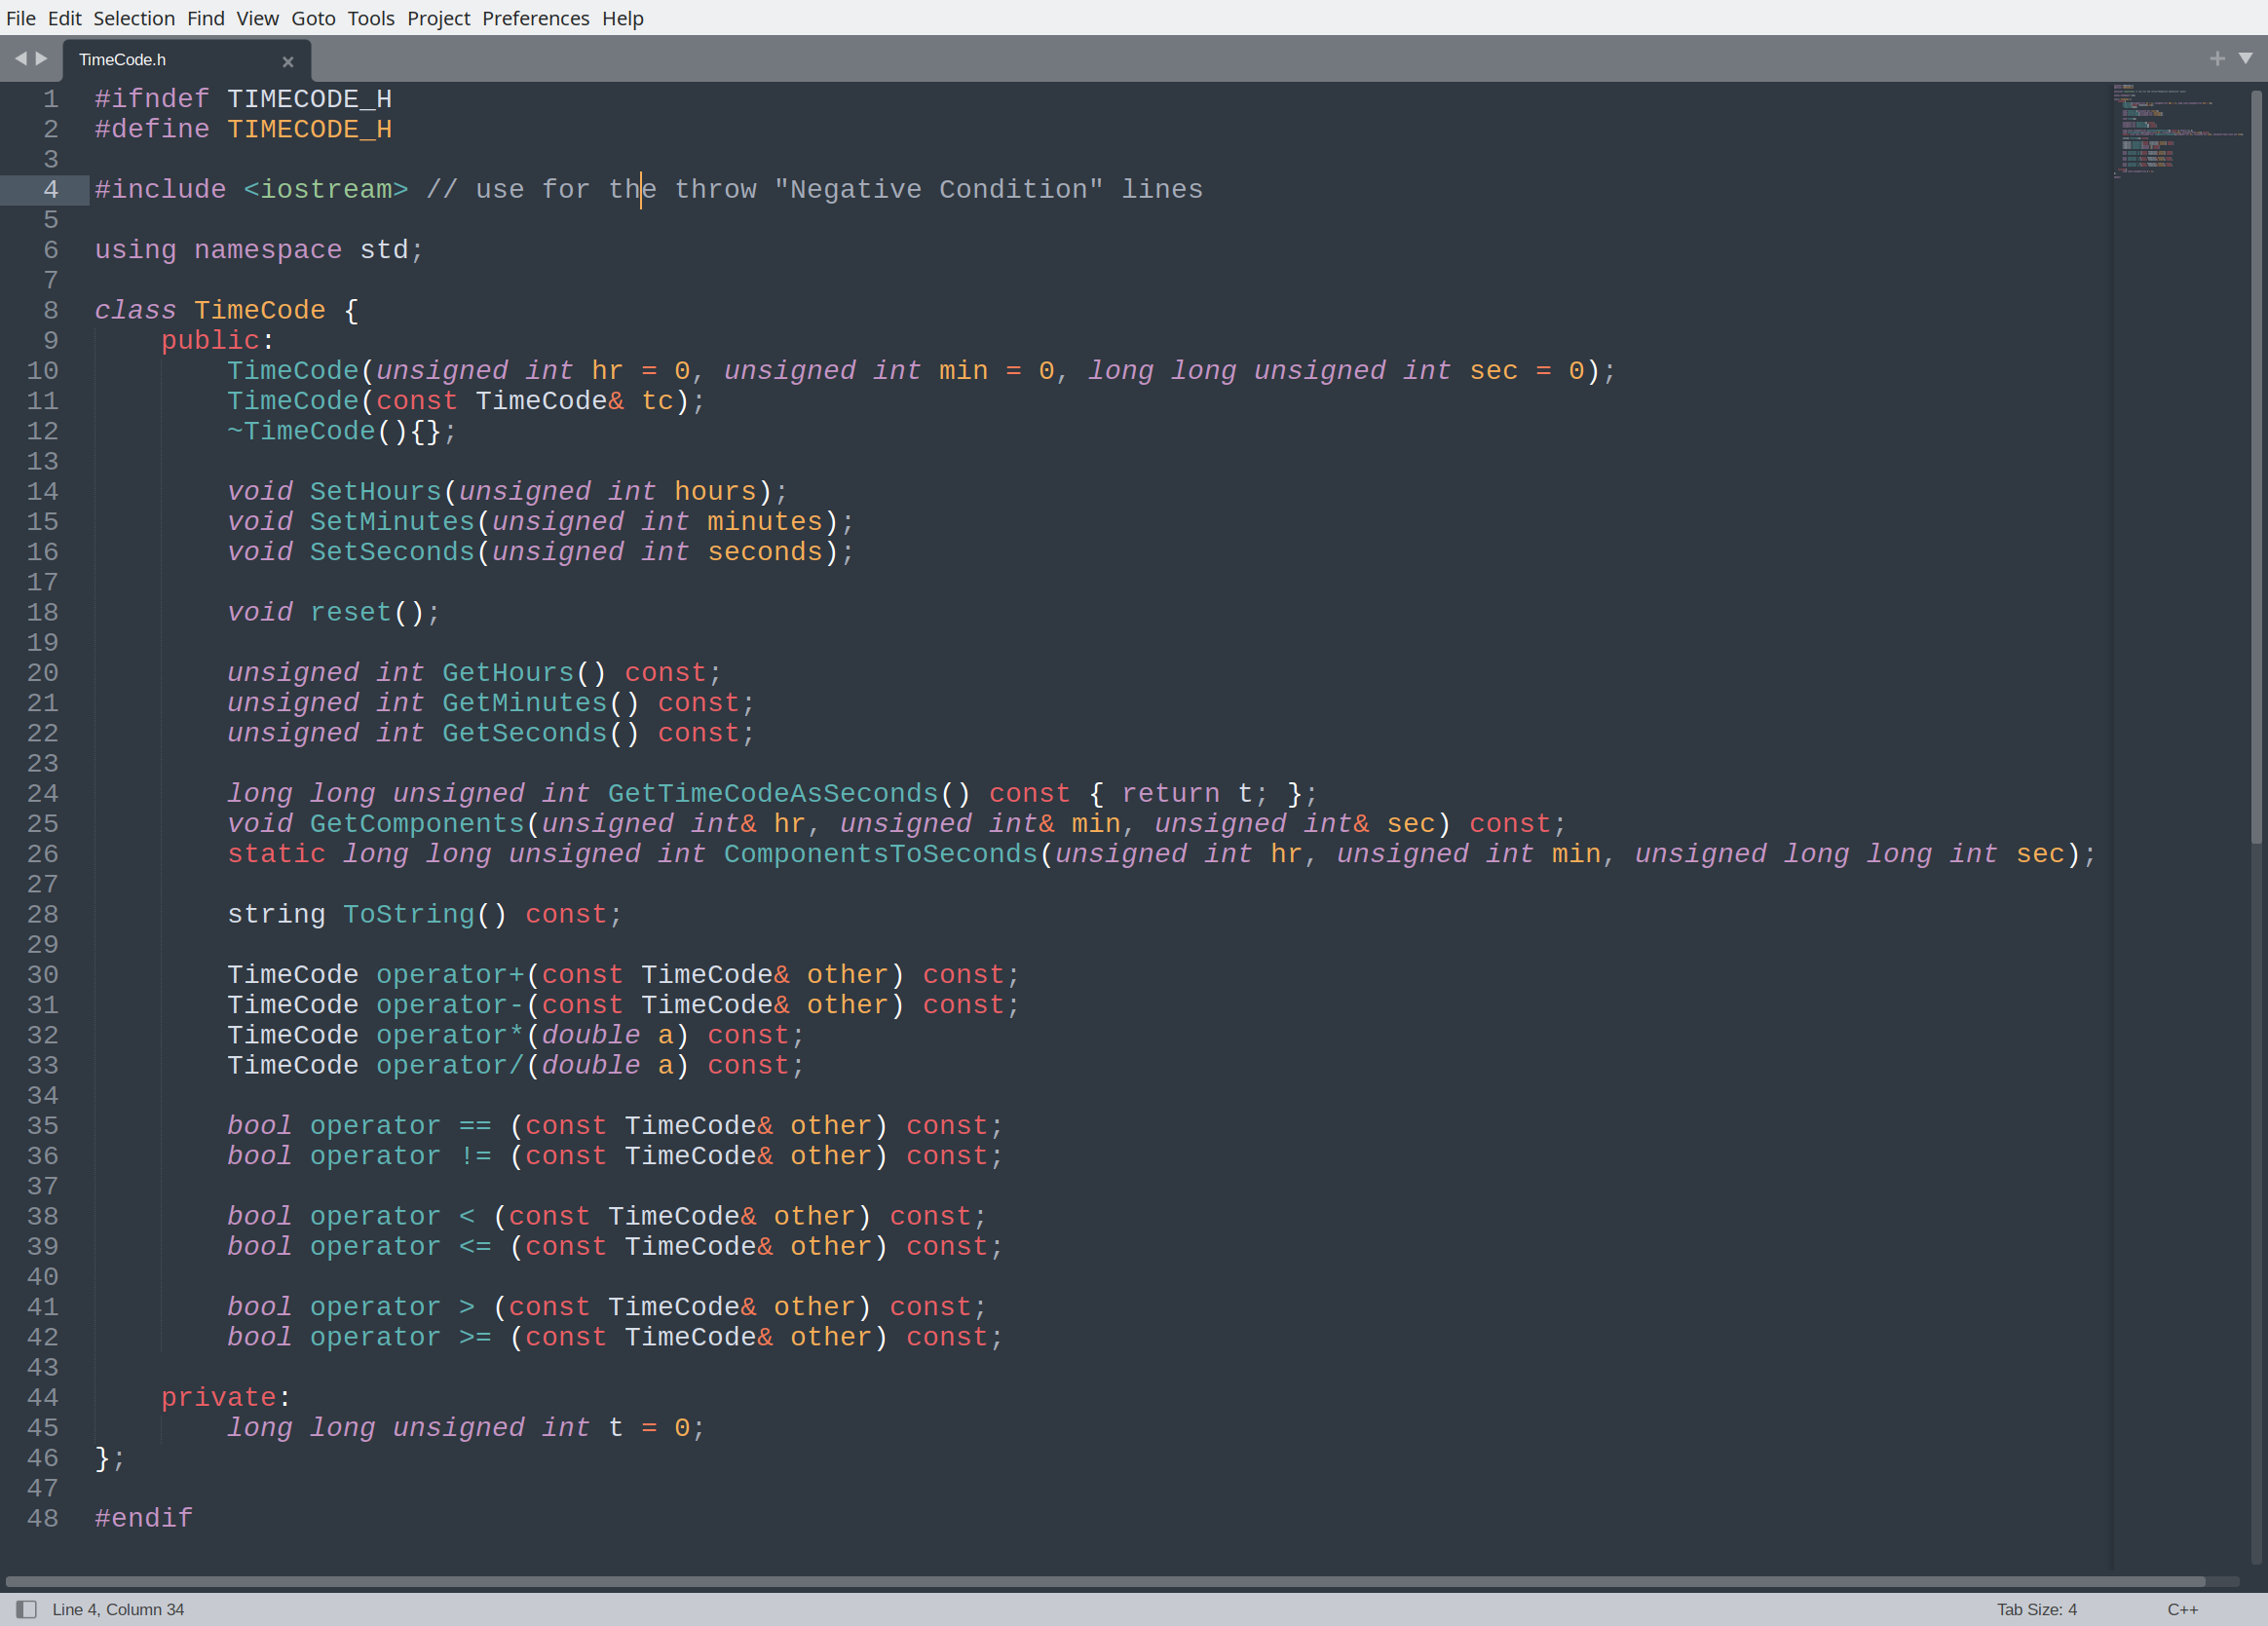 File Edit Selection Find View Goto Tools Project Preferences Help
TimeCode.h
1 #ifndef TIMECODE_H
2 #define TIMECODE_H
3
4 #include <iostream> // use for the throw "Negative Condition" lines
5
6 using namespace std;
7
8 class TimeCode {
9     public:
10         TimeCode(unsigned int hr = 0, unsigned int min = 0, long long unsigned int sec = 0);
11         TimeCode(const TimeCode& tc);
12         ~TimeCode(){};
13
14         void SetHours(unsigned int hours);
15         void SetMinutes(unsigned int minutes);
16         void SetSeconds(unsigned int seconds);
17
18         void reset();
19
20         unsigned int GetHours() const;
21         unsigned int GetMinutes() const;
22         unsigned int GetSeconds() const;
23
24         long long unsigned int GetTimeCodeAsSeconds() const { return t; };
25         void GetComponents(unsigned int& hr, unsigned int& min, unsigned int& sec) const;
26         static long long unsigned int ComponentsToSeconds(unsigned int hr, unsigned int min, unsigned long long int sec);
27
28         string ToString() const;
29
30         TimeCode operator+(const TimeCode& other) const;
31         TimeCode operator-(const TimeCode& other) const;
32         TimeCode operator*(double a) const;
33         TimeCode operator/(double a) const;
34
35         bool operator == (const TimeCode& other) const;
36         bool operator != (const TimeCode& other) const;
37
38         bool operator < (const TimeCode& other) const;
39         bool operator <= (const TimeCode& other) const;
40
41         bool operator > (const TimeCode& other) const;
42         bool operator >= (const TimeCode& other) const;
43
44     private:
45         long long unsigned int t = 0;
46 };
47
48 #endif
Line 4, Column 34 Tab Size: 4 C++